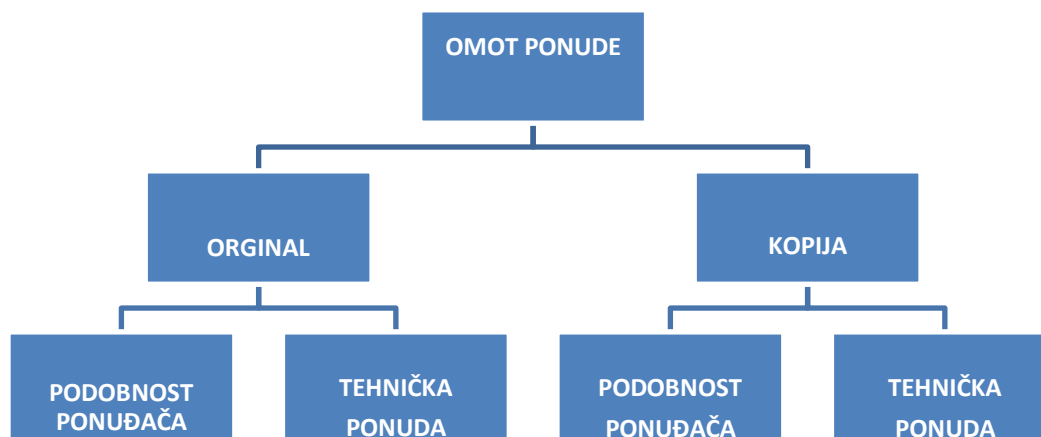 OMOT PONUDE
ORGINAL
KOPIJA
PODOBNOST
PONUĐAČA
TEHNIČKA
PONUDA
PODOBNOST
PONUĐAČA
TEHNIČKA
PONUDA